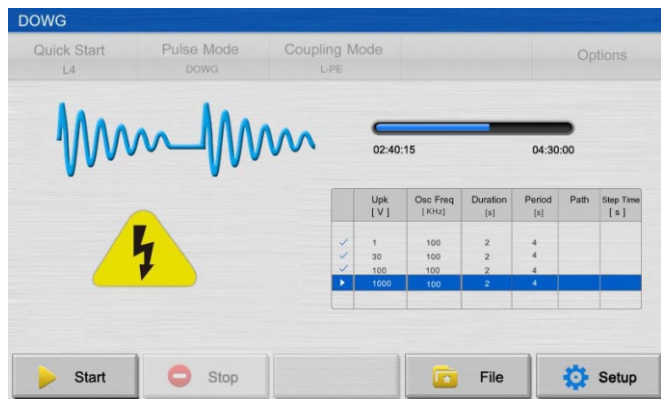 DOWG
Quick Start Pulse Mode Coupling Mode Options
L4 DOWG L-PE
02:40:15 04:30:00
Upk Osc Freq Duration Period Path Step Time
[ V ] [ KHz] [s] [s] [ s ]
1 100 2 4
30 100 2 4
100 100 2 4
1000 100 2 4
Start Stop File Setup